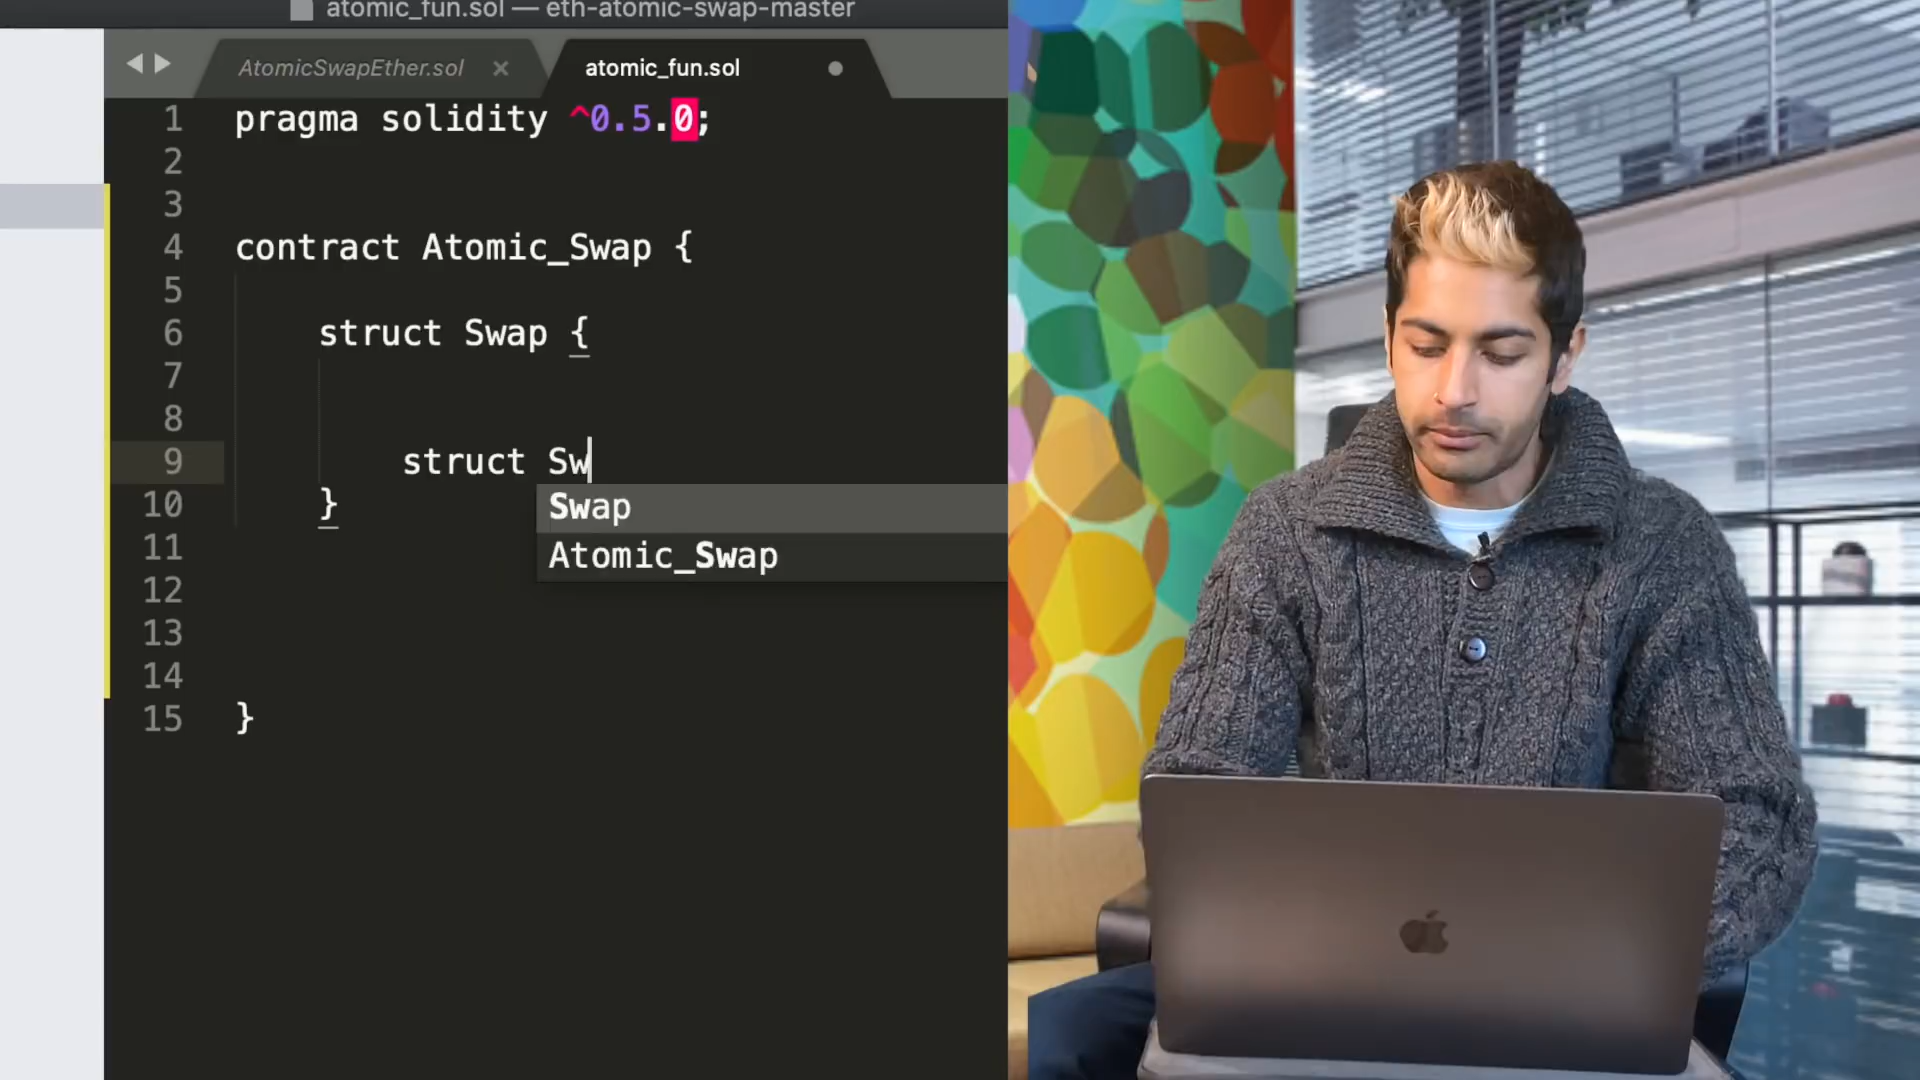 atomic_fun.sol — eth-atomic-swap-master
AtomicSwapEther.sol
atomic_fun.sol
1 pragma solidity ^0.5.0;
2
3
4 contract Atomic_Swap {
5
6 struct Swap {
7
8
9 struct Sw
Swap
10 }
Atomic_Swap
11
12
13
14
15 }